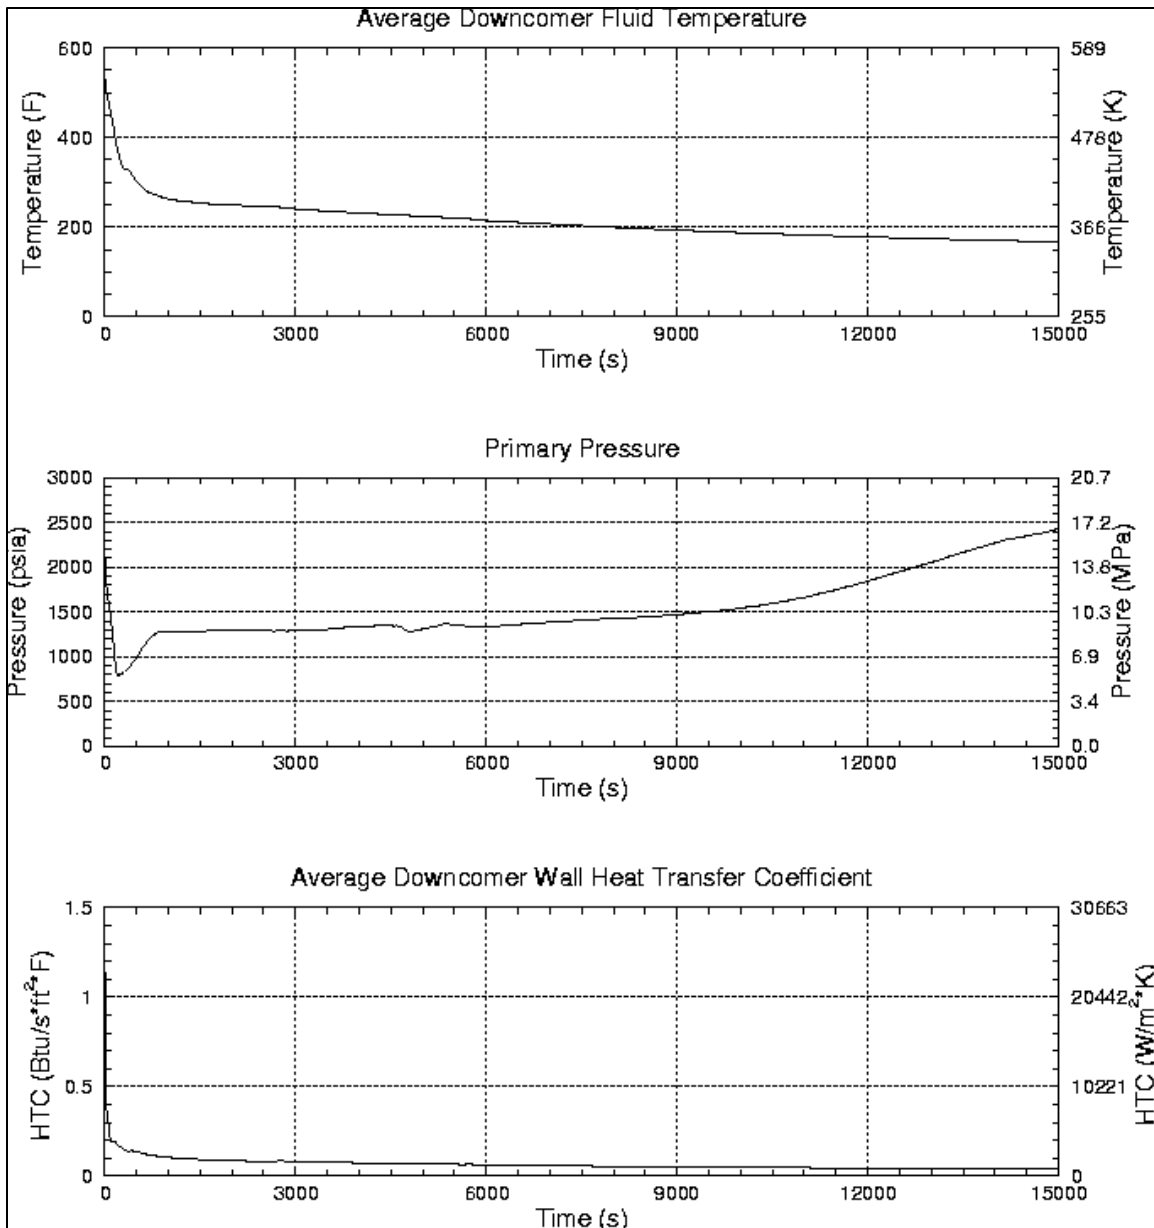 Average Downcomer Fluid Temperature
600
400
200
0
589
478
366
255
Temperature (F)
Temperature (K)
0 3000 6000 9000 12000 15000
Time (s)
Primary Pressure
3000
2500
2000
1500
1000
500
0
20.7
17.2
13.8
10.3
6.9
3.4
0.0
Pressure (psia)
Pressure (MPa)
0 3000 6000 9000 12000 15000
Time (s)
Average Downcomer Wall Heat Transfer Coefficient
1.5
1
0.5
0
30663
20442
10221
0
HTC (Btu/s*ft²*F)
HTC (W/m²*K)
0 3000 6000 9000 12000 15000
Time (s)